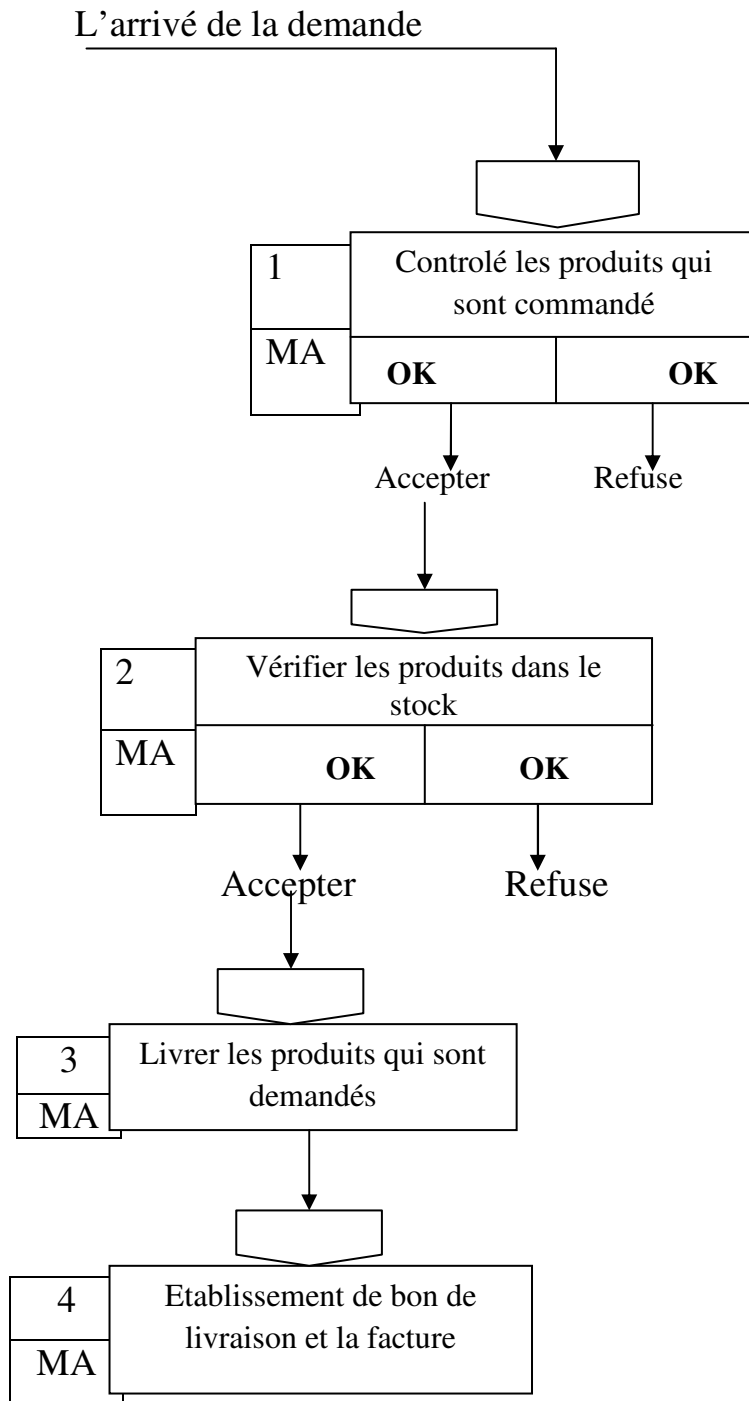 L'arrivé de la demande
1
Controlé les produits qui
sont commandé
MA
OK
OK
Accepter
Refuse
2
Vérifier les produits dans le
stock
MA
OK
OK
Accepter
Refuse
3
Livrer les produits qui sont
demandés
MA
4
Etablissement de bon de
livraison et la facture
MA